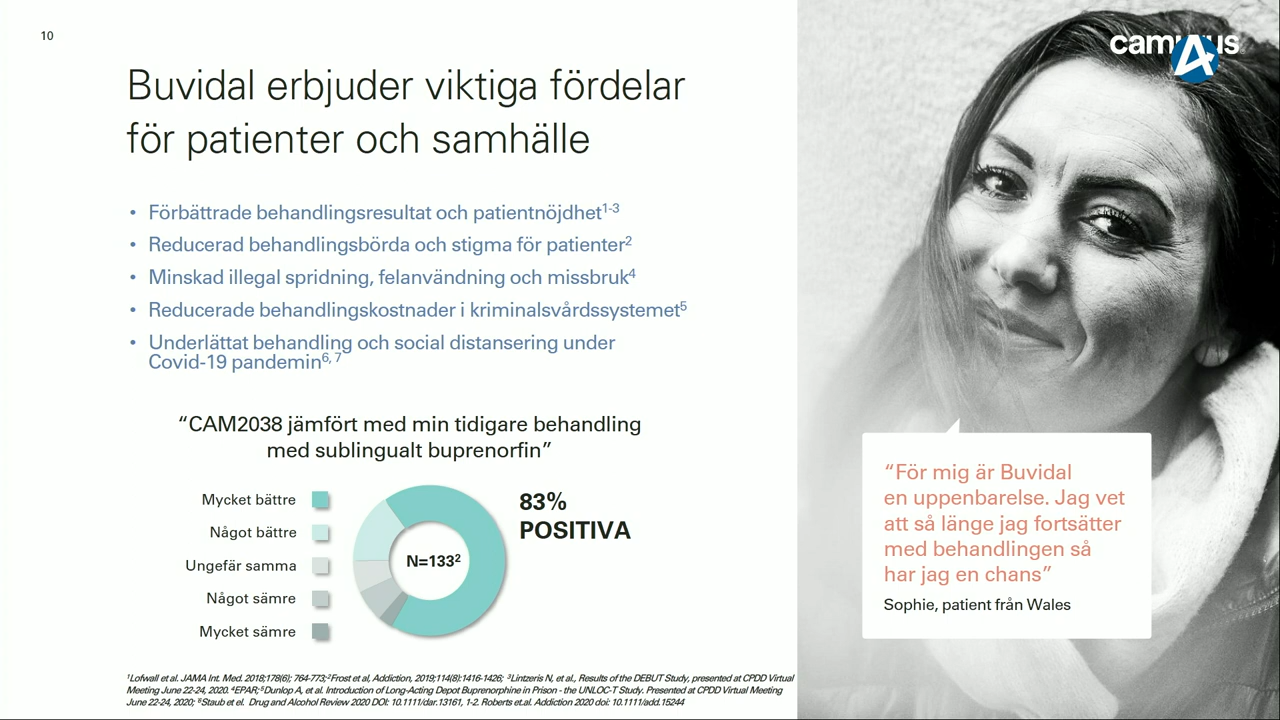 10
Buvidal erbjuder viktiga fördelar
för patienter och samhälle
• Förbättrade behandlingsresultat och patientnöjdhet1-3
• Reducerad behandlingsbörda och stigma för patienter2
• Minskad illegal spridning, felanvändning och missbruk4
• Reducerade behandlingskostnader i kriminalsvårdssystemet5
• Underlättat behandling och social distansering under
Covid-19 pandemin6, 7
“CAM2038 jämfört med min tidigare behandling
med sublingualt buprenorfin”
Mycket bättre
Något bättre
Ungefär samma
Något sämre
Mycket sämre
N=1332
83%
POSITIVA
“För mig är Buvidal
en uppenbarelse. Jag vet
att så länge jag fortsätter
med behandlingen så
har jag en chans”
Sophie, patient från Wales
1Lofwall et al. JAMA Int. Med. 2018;178(6); 764-773;2Frost et al, Addiction, 2019;114(8):1416-1426; 3Lintzeris N, et al., Results of the DEBUT Study, presented at CPDD Virtual
Meeting June 22-24, 2020. 4EPAR;5Dunlop A, et al. Introduction of Long-Acting Depot Buprenorphine in Prison - the UNLOC-T Study. Presented at CPDD Virtual Meeting
June 22-24, 2020; 6Staub et el. Drug and Alcohol Review 2020 DOI: 10.1111/dar.13161, 1-2. Roberts et.al. Addiction 2020 doi: 10.1111/add.15244